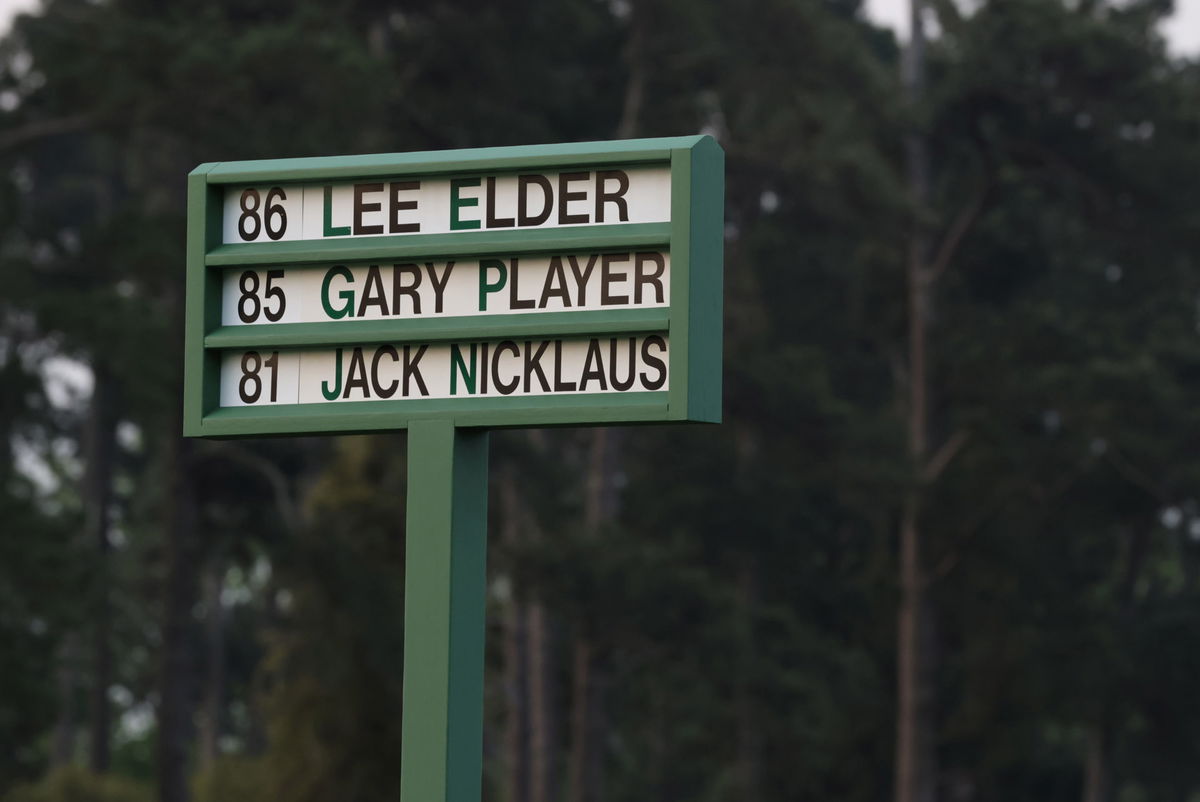 86 LEE ELDER
85 GARY PLAYER
81 JACK NICKLAUS